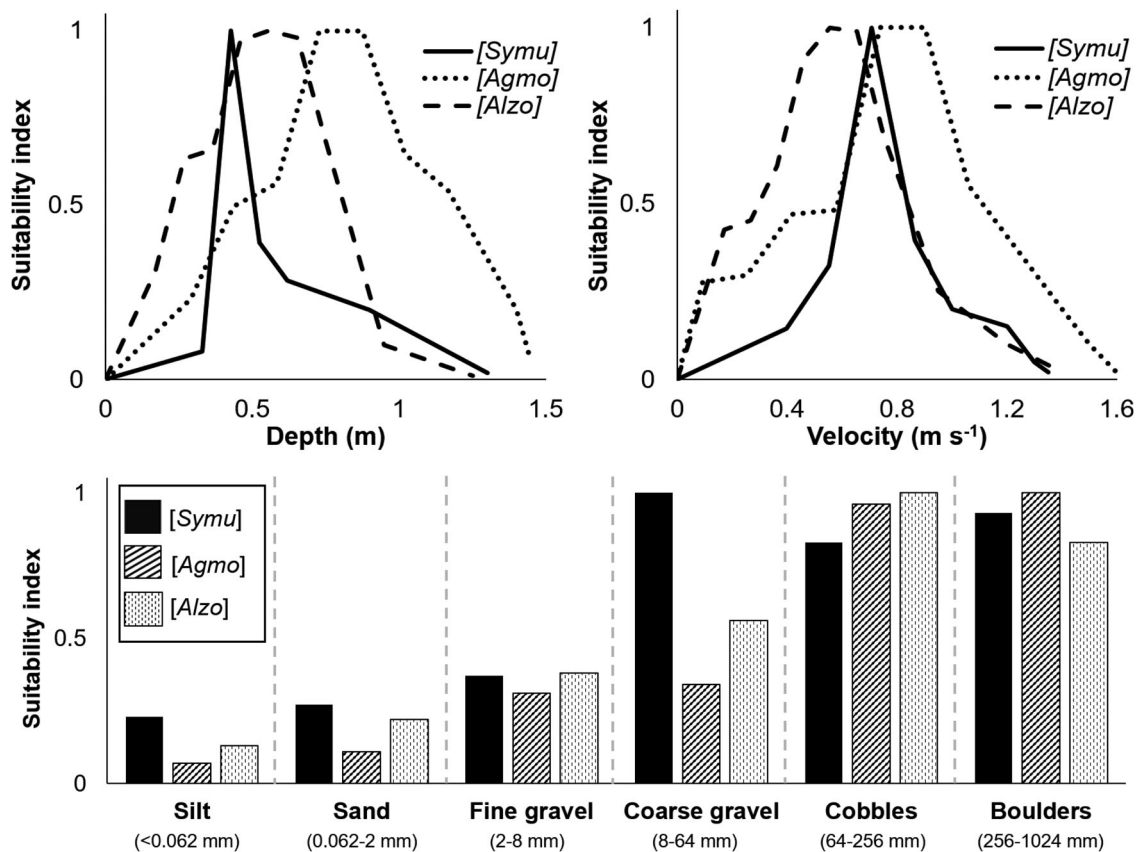 1
0.5
0
Suitability index
[Symu]
[Agmo]
[Alzo]
0 0.5 1 1.5
Depth (m)
1
0.5
0
Suitability index
[Symu]
[Agmo]
[Alzo]
0 0.4 0.8 1.2 1.6
Velocity (m s⁻¹)
1
0.5
0
Suitability index
[Symu]
[Agmo]
[Alzo]
Silt Sand Fine gravel Coarse gravel Cobbles Boulders
(<0.062 mm) (0.062-2 mm) (2-8 mm) (8-64 mm) (64-256 mm) (256-1024 mm)